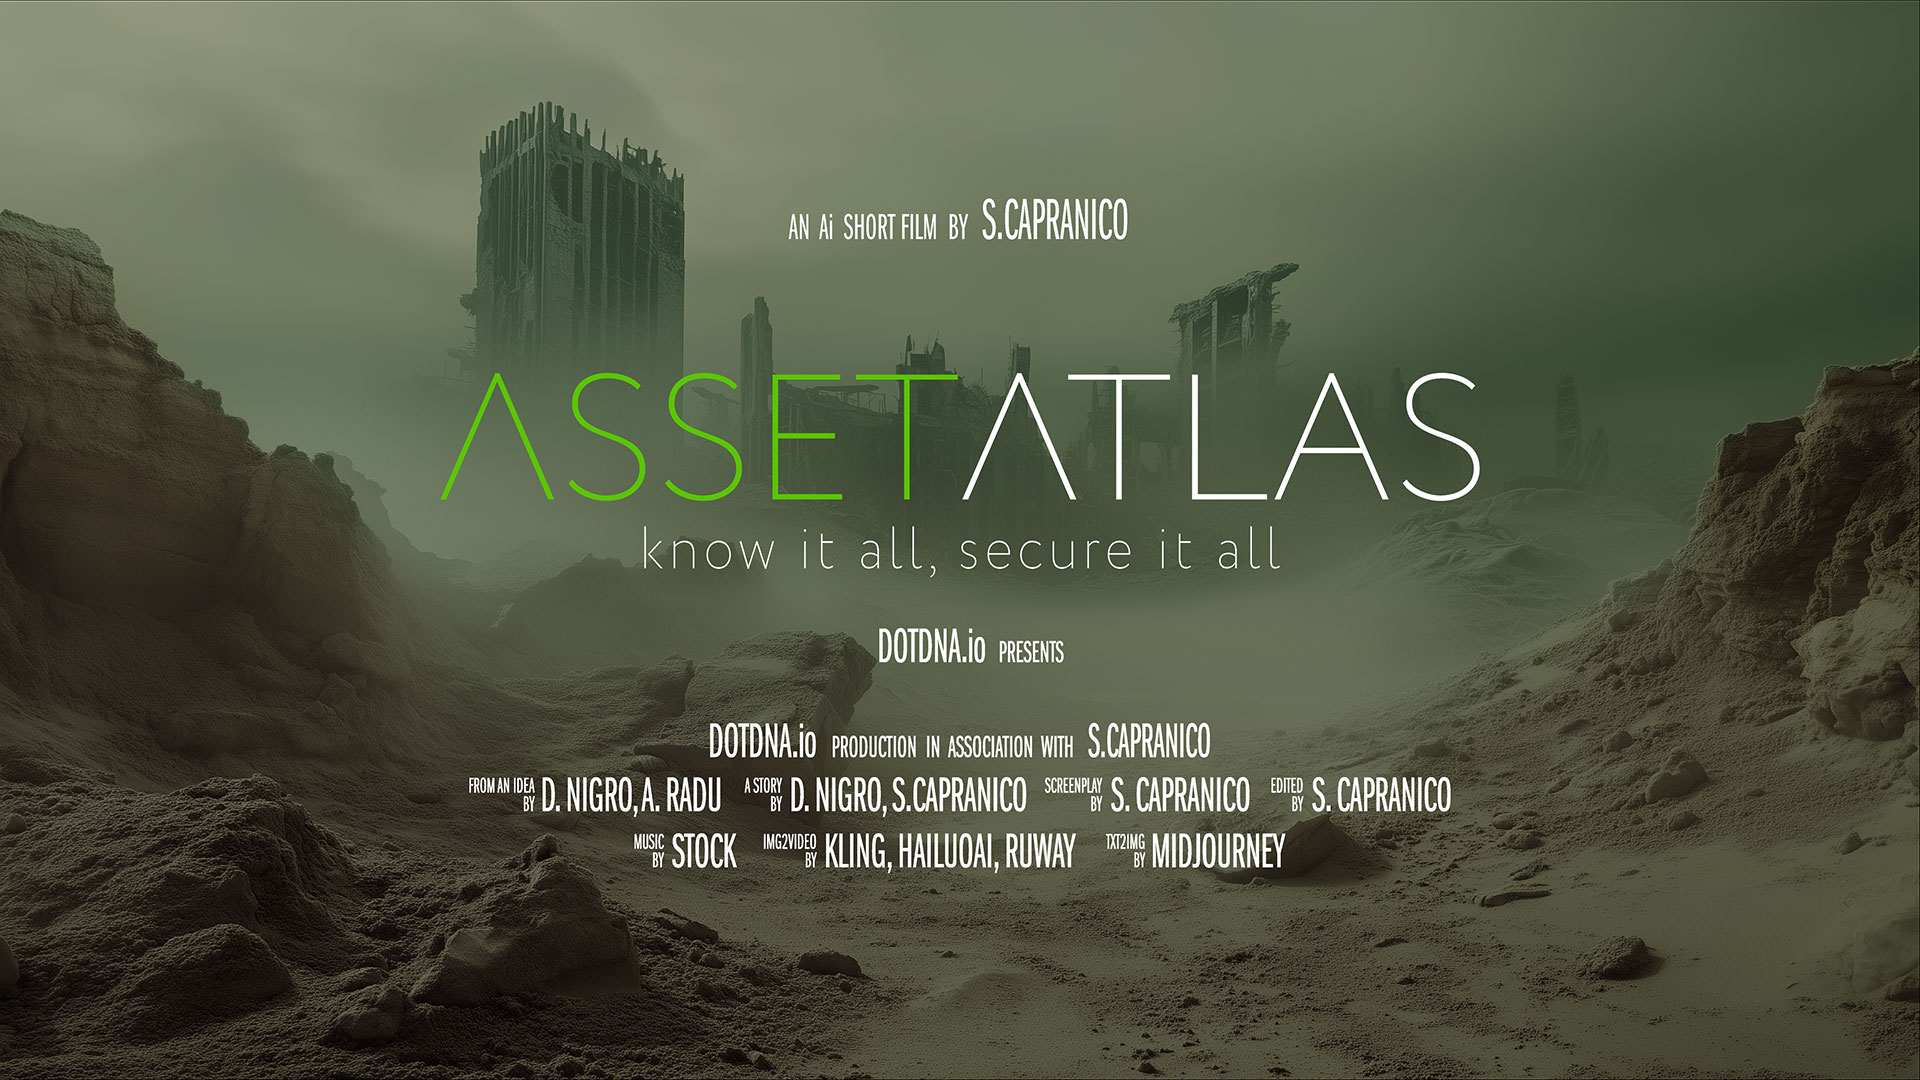 AN Ai SHORT FILM BY S.CAPRANICO
ASSETATLAS
know it all, secure it all
DOTDNA.io PRESENTS
DOTDNA.io PRODUCTION IN ASSOCIATION WITH S.CAPRANICO
FROM AN IDEA BY D. NIGRO, A. RADU A STORY BY D. NIGRO, S.CAPRANICO SCREENPLAY BY S. CAPRANICO EDITED BY S. CAPRANICO
MUSIC BY STOCK IMG2VIDEO BY KLING, HAILUOAI, RUWAY TXT2IMG BY MIDJOURNEY